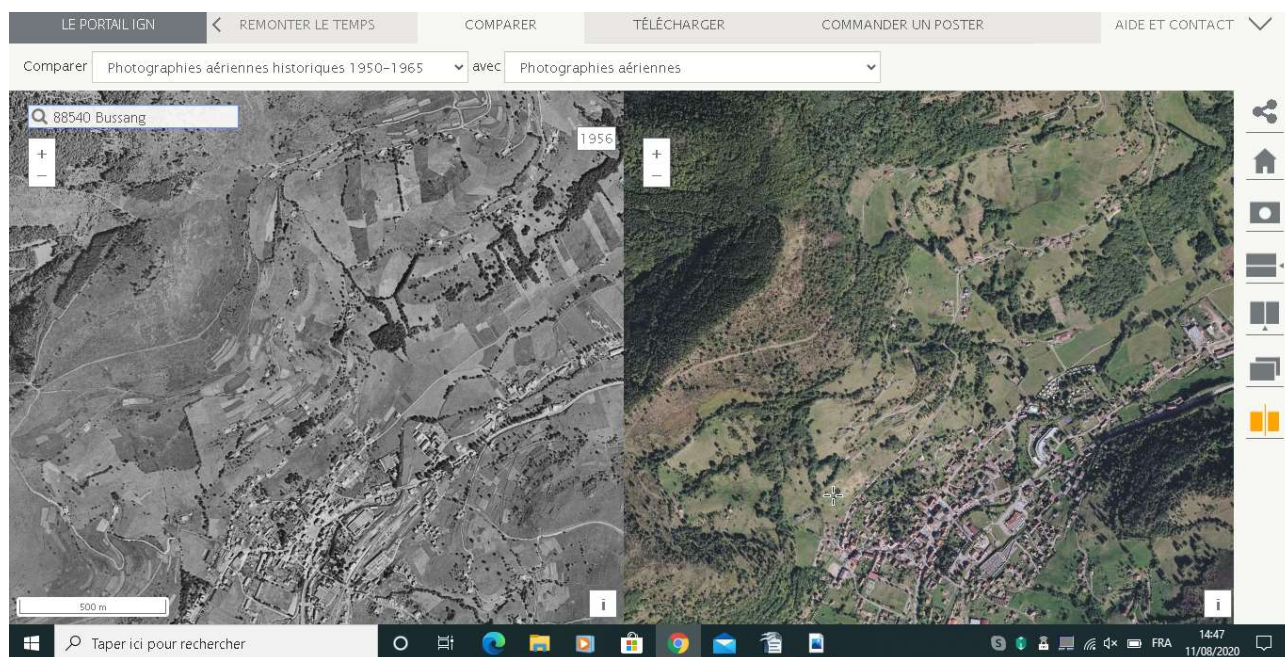 LE PORTAIL IGN REMONTER LE TEMPS COMPARER TÉLÉCHARGER COMMANDER UN POSTER AIDE ET CONTACT
Comparer Photographies aériennes historiques 1950-1965 avec Photographies aériennes
88540 Bussang
1956
+ +
− −
500 m i i
Taper ici pour rechercher FRA 14:47
11/08/2020